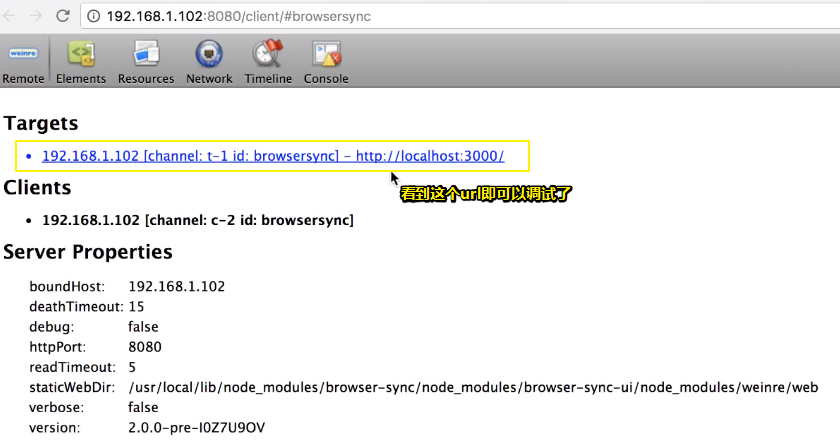 192.168.1.102:8080/client/#browsersync
weinre
Remote Elements Resources Network Timeline Console
Targets
192.168.1.102 [channel: t-1 id: browsersync] - http://localhost:3000/
看到这个url即可以调试了
Clients
192.168.1.102 [channel: c-2 id: browsersync]
Server Properties
boundHost: 192.168.1.102
deathTimeout: 15
debug: false
httpPort: 8080
readTimeout: 5
staticWebDir: /usr/local/lib/node_modules/browser-sync/node_modules/browser-sync-ui/node_modules/weinre/web
verbose: false
version: 2.0.0-pre-I0Z7U9OV